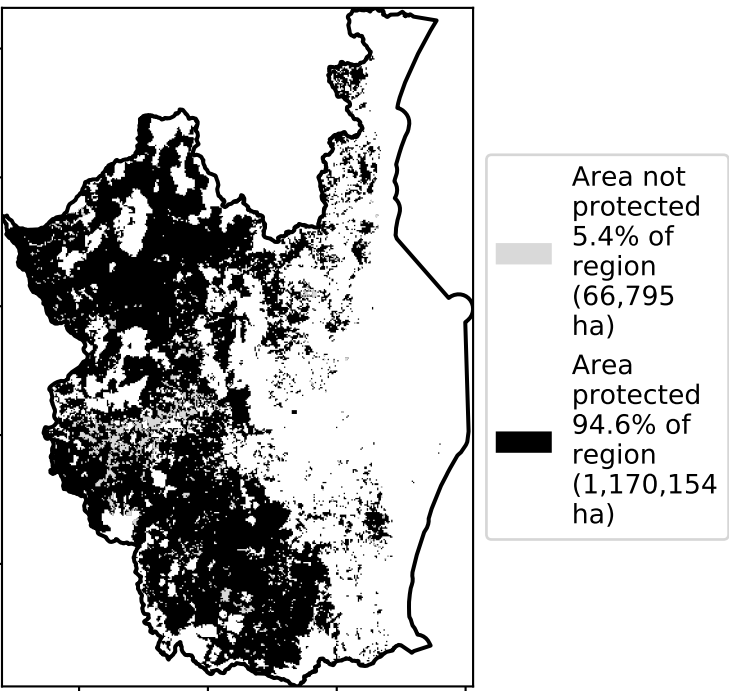 Area not
protected
5.4% of
region
(66,795
ha)
Area
protected
94.6% of
region
(1,170,154
ha)